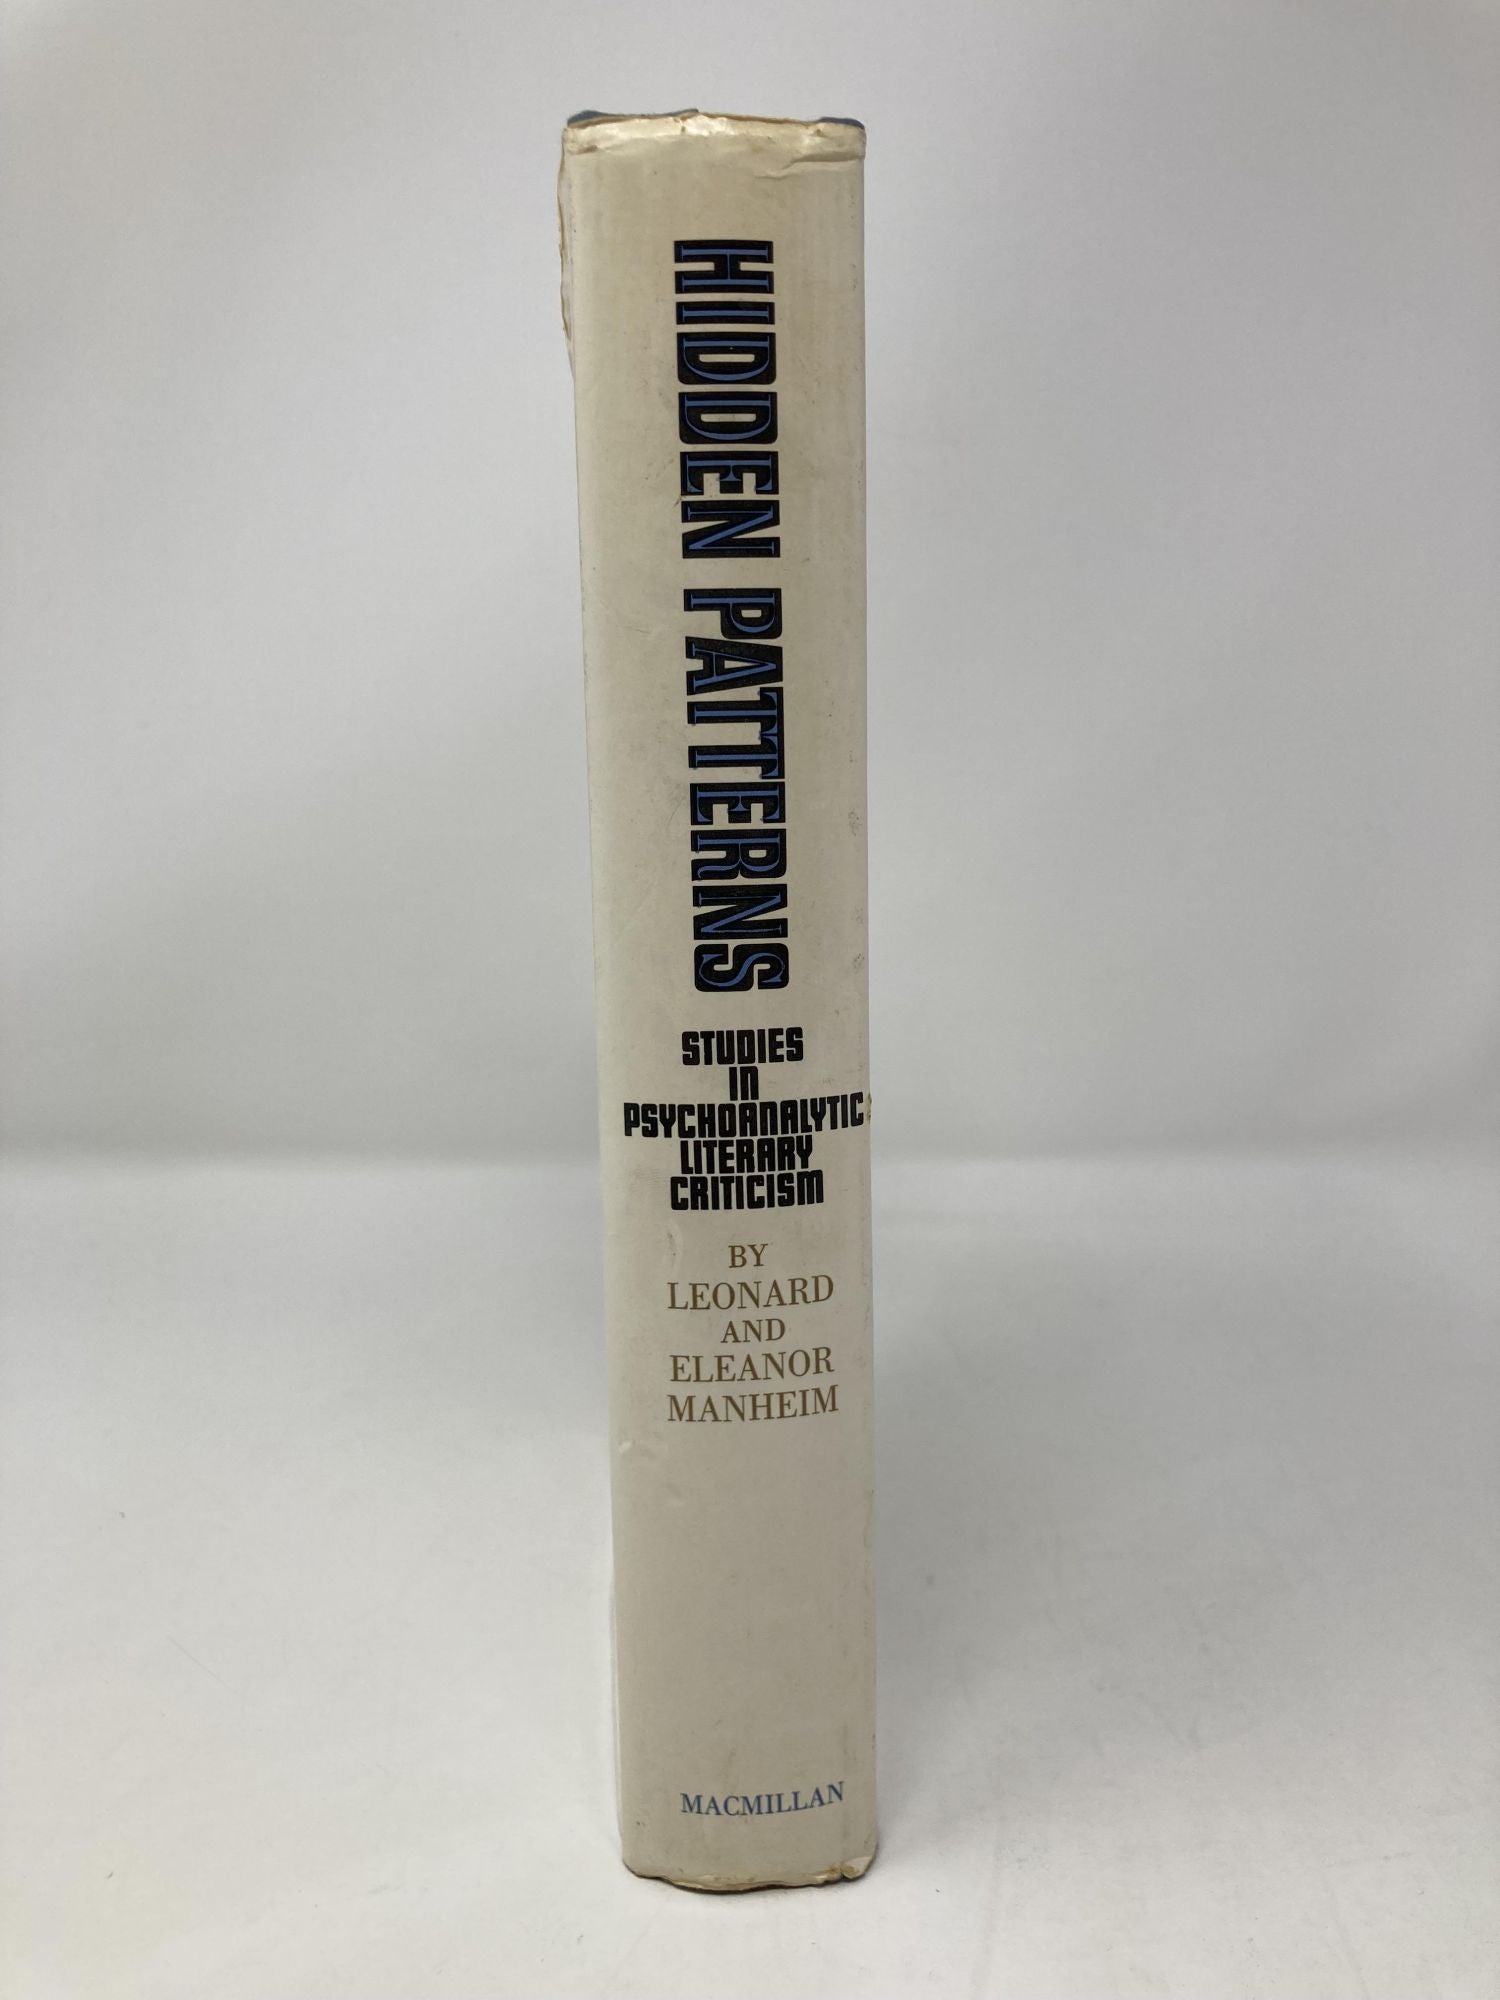 HIDDEN PATTERNS
STUDIES
IN
PSYCHOANALYTIC
LITERARY
CRITICISM
BY
LEONARD
AND
ELEANOR
MANHEIM
MACMILLAN